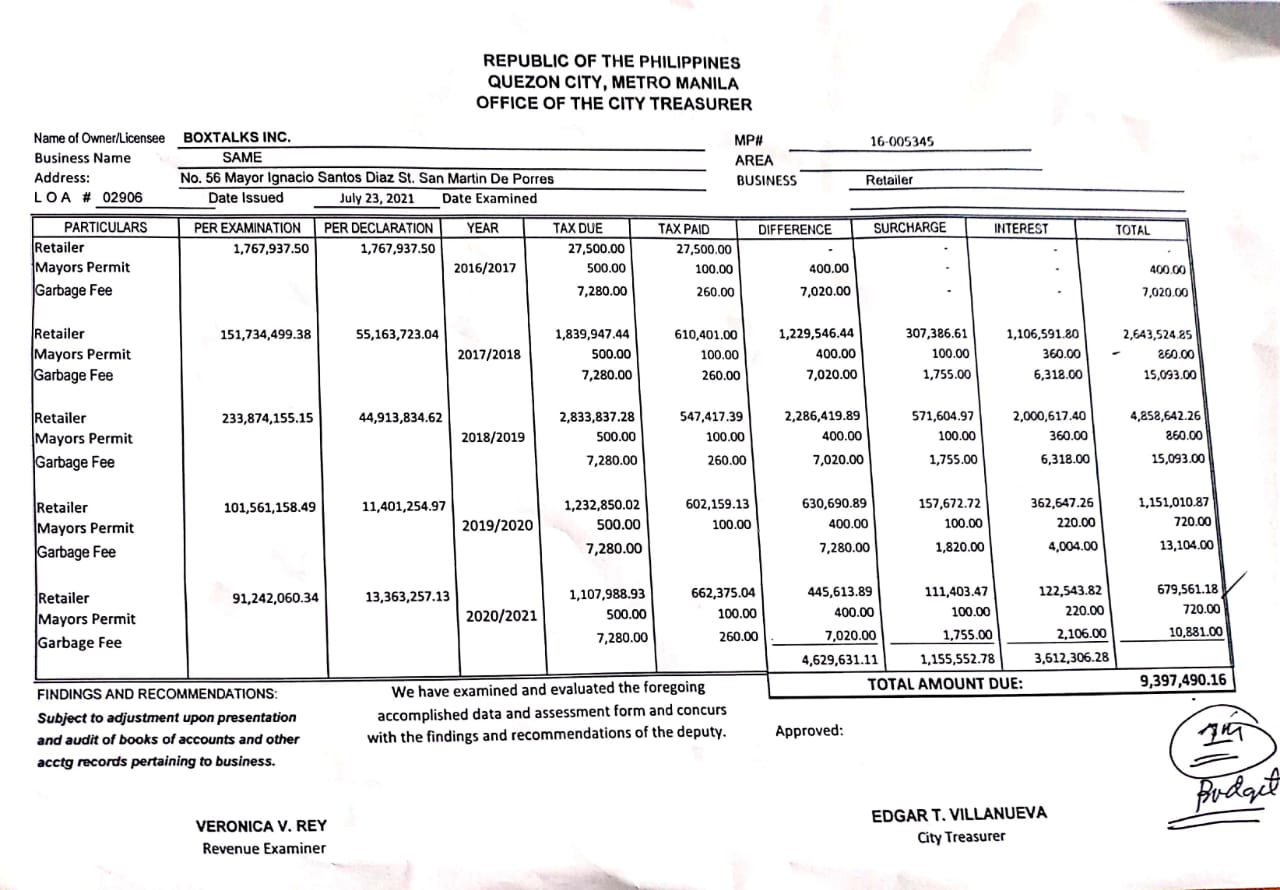 REPUBLIC OF THE PHILIPPINES
QUEZON CITY, METRO MANILA
OFFICE OF THE CITY TREASURER
Name of Owner/Licensee BOXTALKS INC. MP# 16-005345
Business Name SAME AREA
Address: No. 56 Mayor Ignacio Santos Diaz St. San Martin De Porres BUSINESS Retailer
LOA # 02906 Date Issued July 23, 2021 Date Examined
PARTICULARS PER EXAMINATION PER DECLARATION YEAR TAX DUE TAX PAID DIFFERENCE SURCHARGE INTEREST TOTAL
Retailer 1,767,937.50 1,767,937.50 27,500.00 27,500.00 - - - -
Mayors Permit 2016/2017 500.00 100.00 400.00 - - 400.00
Garbage Fee 7,280.00 260.00 7,020.00 - - 7,020.00
Retailer 151,734,499.38 55,163,723.04 1,839,947.44 610,401.00 1,229,546.44 307,386.61 1,106,591.80 2,643,524.85
Mayors Permit 2017/2018 500.00 100.00 400.00 100.00 360.00 - 860.00
Garbage Fee 7,280.00 260.00 7,020.00 1,755.00 6,318.00 15,093.00
Retailer 233,874,155.15 44,913,834.62 2,833,837.28 547,417.39 2,286,419.89 571,604.97 2,000,617.40 4,858,642.26
Mayors Permit 2018/2019 500.00 100.00 400.00 100.00 360.00 860.00
Garbage Fee 7,280.00 260.00 7,020.00 1,755.00 6,318.00 15,093.00
Retailer 101,561,158.49 11,401,254.97 1,232,850.02 602,159.13 630,690.89 157,672.72 362,647.26 1,151,010.87
Mayors Permit 2019/2020 500.00 100.00 400.00 100.00 220.00 720.00
Garbage Fee 7,280.00 7,280.00 1,820.00 4,004.00 13,104.00
Retailer 91,242,060.34 13,363,257.13 1,107,988.93 662,375.04 445,613.89 111,403.47 122,543.82 679,561.18
Mayors Permit 2020/2021 500.00 100.00 400.00 100.00 220.00 720.00
Garbage Fee 7,280.00 260.00 7,020.00 1,755.00 2,106.00 10,881.00
4,629,631.11 1,155,552.78 3,612,306.28
TOTAL AMOUNT DUE: 9,397,490.16
FINDINGS AND RECOMMENDATIONS:
Subject to adjustment upon presentation
and audit of books of accounts and other
acctg records pertaining to business.
We have examined and evaluated the foregoing
accomplished data and assessment form and concurs
with the findings and recommendations of the deputy.
Approved:
Budget
VERONICA V. REY
Revenue Examiner
EDGAR T. VILLANUEVA
City Treasurer